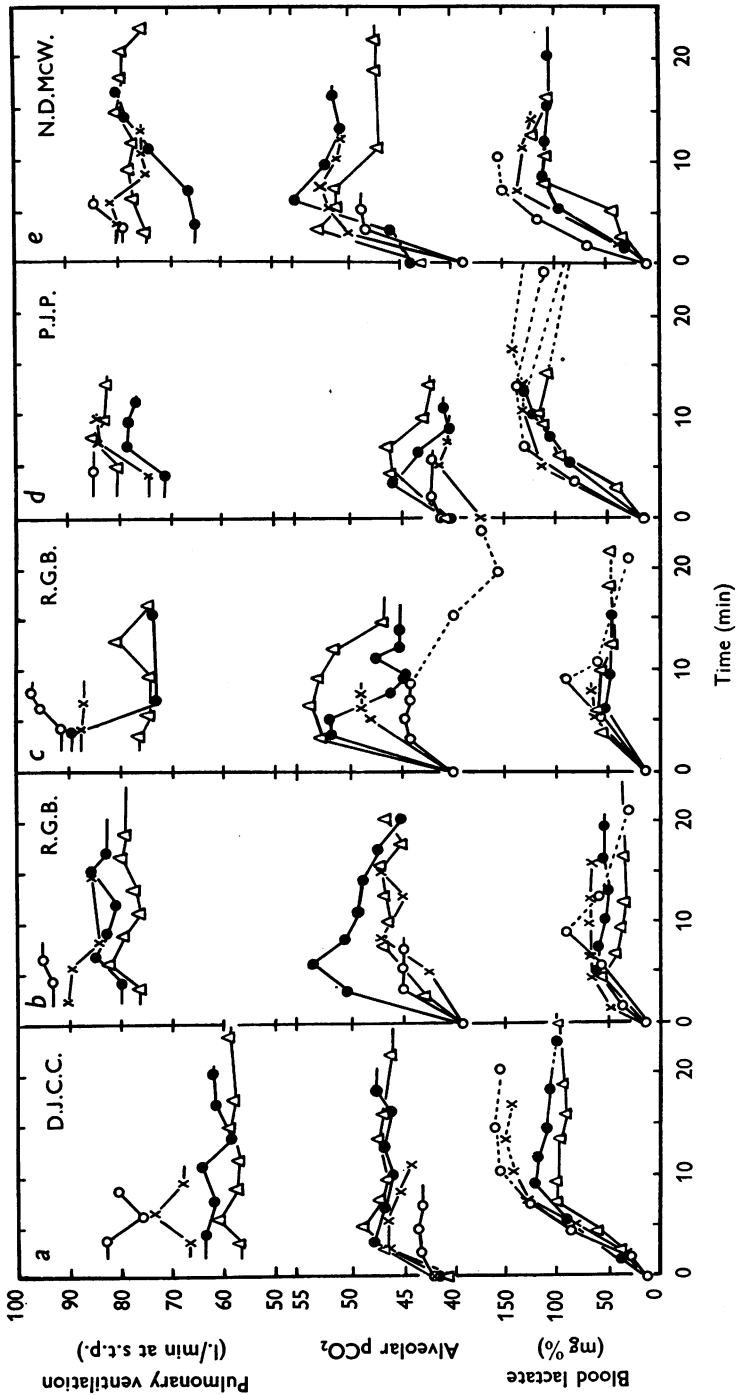 a
D.J.C.C.
b
R.G.B.
c
R.G.B.
d
P.J.P.
e
N.D.McW.
Pulmonary ventilation
(l./min at s.t.p.)
100
90
80
70
60
Alveolar pCO₂
50
45
40
Blood lactate
(mg %)
150
100
50
0
0
10
20
0
10
20
0
10
20
0
10
20
0
10
20
Time (min)